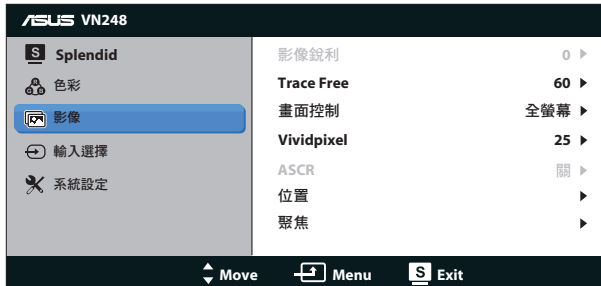 ASUS VN248
S Splendid
色彩
影像
輸入選擇
系統設定
影像銳利 0
Trace Free 60
畫面控制 全螢幕
Vividpixel 25
ASCR 關
位置
聚焦
Move Menu S Exit